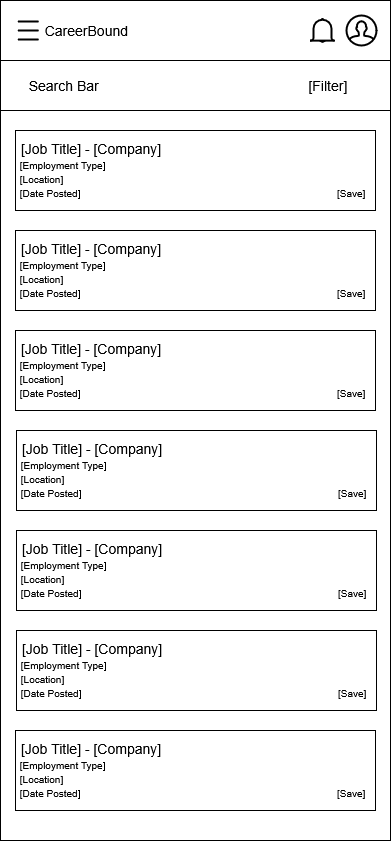 CareerBound
Search Bar [Filter]
[Job Title] - [Company]
[Employment Type]
[Location]
[Date Posted] [Save]
[Job Title] - [Company]
[Employment Type]
[Location]
[Date Posted] [Save]
[Job Title] - [Company]
[Employment Type]
[Location]
[Date Posted] [Save]
[Job Title] - [Company]
[Employment Type]
[Location]
[Date Posted] [Save]
[Job Title] - [Company]
[Employment Type]
[Location]
[Date Posted] [Save]
[Job Title] - [Company]
[Employment Type]
[Location]
[Date Posted] [Save]
[Job Title] - [Company]
[Employment Type]
[Location]
[Date Posted] [Save]